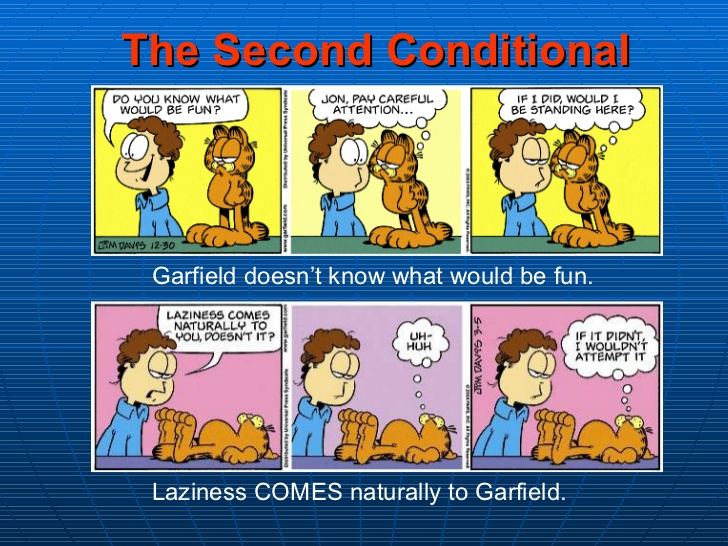 The Second Conditional
DO YOU KNOW WHAT
WOULD BE FUN?
JIM DAVIS 12·30
www.garfield.com
Distributed by Universal Press Syndicate
JON, PAY CAREFUL
ATTENTION...
IF I DID, WOULD I
BE STANDING HERE?
Garfield doesn't know what would be fun.
LAZINESS COMES
NATURALLY TO
YOU, DOESN'T IT?
www.garfield.com
Distributed by Universal Press Syndicate
UH-
HUH
JIM DAVIS 3-5
IF IT DIDN'T,
I WOULDN'T
ATTEMPT IT
Laziness COMES naturally to Garfield.